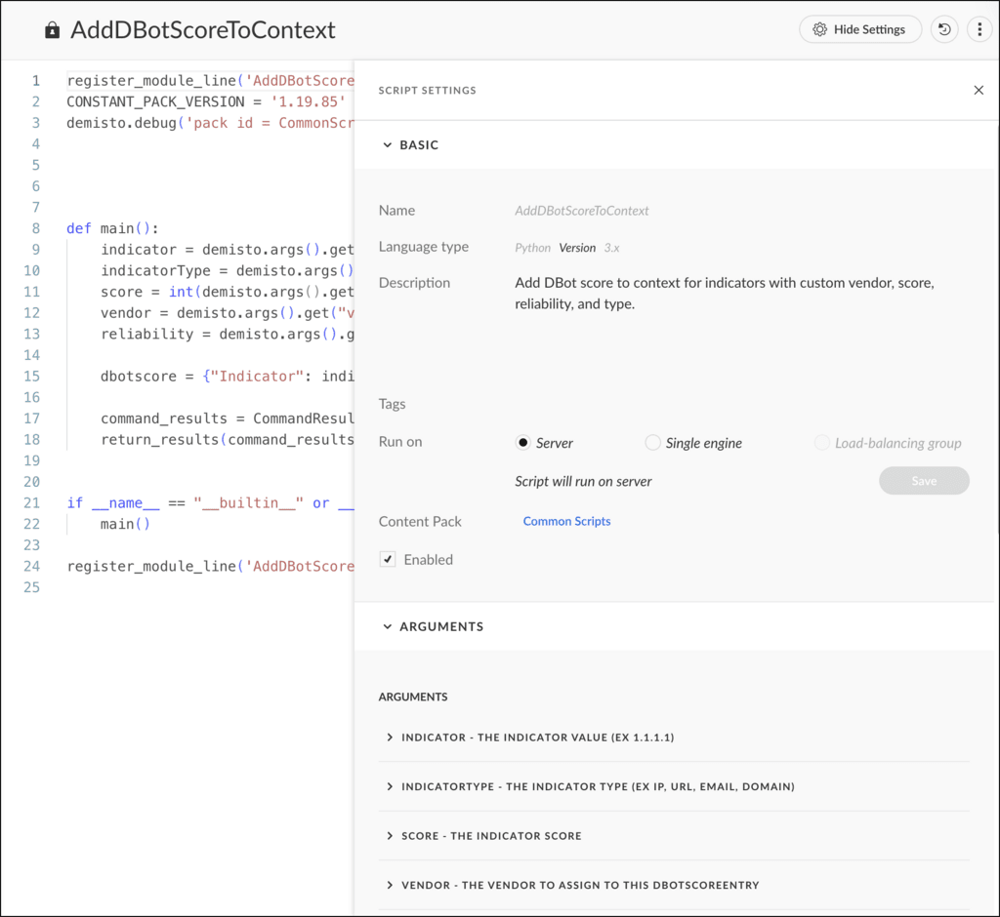 AddDBotScoreToContext
Hide Settings
1 register_module_line('AddDBotScore
2 CONSTANT_PACK_VERSION = '1.19.85'
3 demisto.debug('pack id = CommonScr
4
5
6
7
8 def main():
9 indicator = demisto.args().get
10 indicatorType = demisto.args()
11 score = int(demisto.args().get
12 vendor = demisto.args().get("v
13 reliability = demisto.args().g
14
15 dbotscore = {"Indicator": indi
16
17 command_results = CommandResul
18 return_results(command_results
19
20
21 if __name__ == "__builtin__" or __
22 main()
23
24 register_module_line('AddDBotScore
25
SCRIPT SETTINGS
BASIC
Name AddDBotScoreToContext
Language type Python Version 3.x
Description Add DBot score to context for indicators with custom vendor, score,
reliability, and type.
Tags
Run on Server Single engine Load-balancing group
Script will run on server Save
Content Pack Common Scripts
Enabled
ARGUMENTS
ARGUMENTS
INDICATOR - THE INDICATOR VALUE (EX 1.1.1.1)
INDICATORTYPE - THE INDICATOR TYPE (EX IP, URL, EMAIL, DOMAIN)
SCORE - THE INDICATOR SCORE
VENDOR - THE VENDOR TO ASSIGN TO THIS DBOTSCOREENTRY